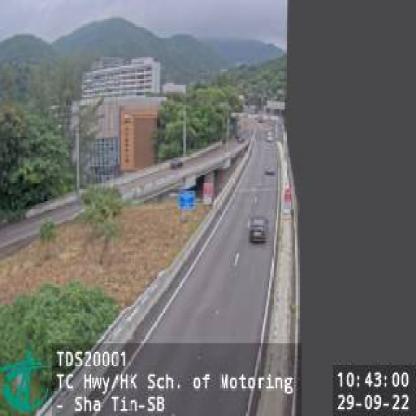 TDS20001
TC Hwy/HK Sch. of Motoring
- Sha Tin-SB
10:43:00
29-09-22